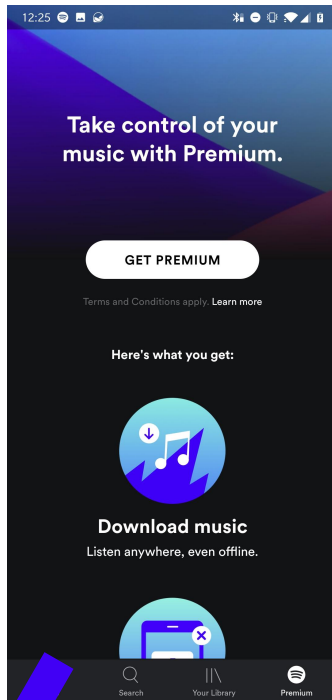 12:25
Take control of your
music with Premium.
GET PREMIUM
Terms and Conditions apply. Learn more
Here's what you get:
Download music
Listen anywhere, even offline.
Search
Your Library
Premium